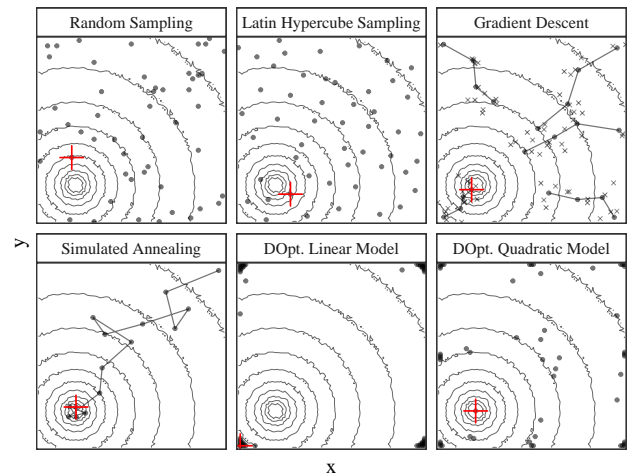 Random Sampling
Latin Hypercube Sampling
Gradient Descent
Simulated Annealing
DOpt. Linear Model
DOpt. Quadratic Model
y
x